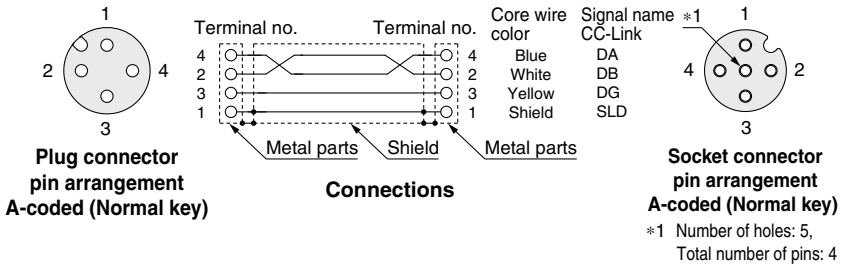 1
2
4
3
Plug connector
pin arrangement
A-coded (Normal key)
Terminal no. Terminal no. Core wire color Signal name CC-Link
4 4 Blue DA
2 2 White DB
3 3 Yellow DG
1 1 Shield SLD
Metal parts Shield Metal parts
Connections
*1 1
4 2
3
Socket connector
pin arrangement
A-coded (Normal key)
*1 Number of holes: 5,
Total number of pins: 4